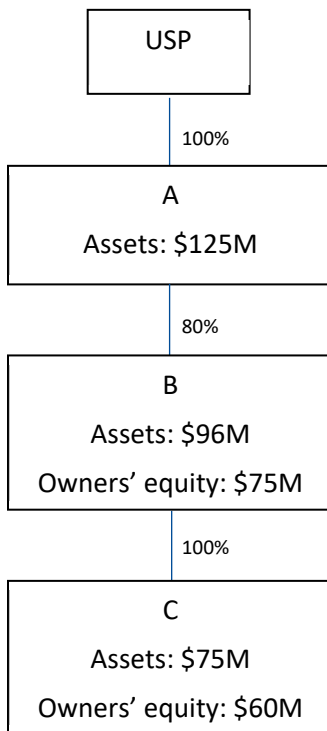 USP
100%
A
Assets: $125M
80%
B
Assets: $96M
Owners’ equity: $75M
100%
C
Assets: $75M
Owners’ equity: $60M